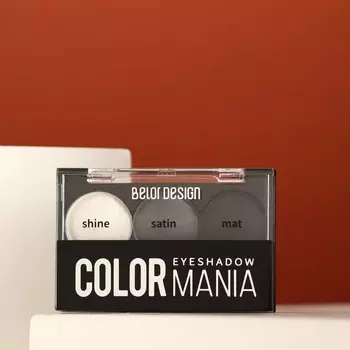 BELOR DESIGN
shine satin mat
EYESHADOW
COLOR MANIA